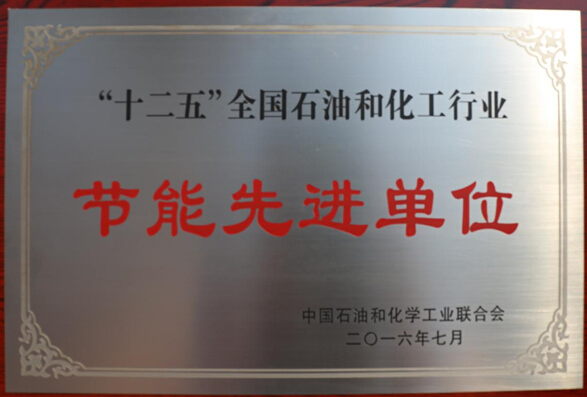 “十二五”全国石油和化工行业
节能先进单位
中国石油和化学工业联合会
二〇一六年七月